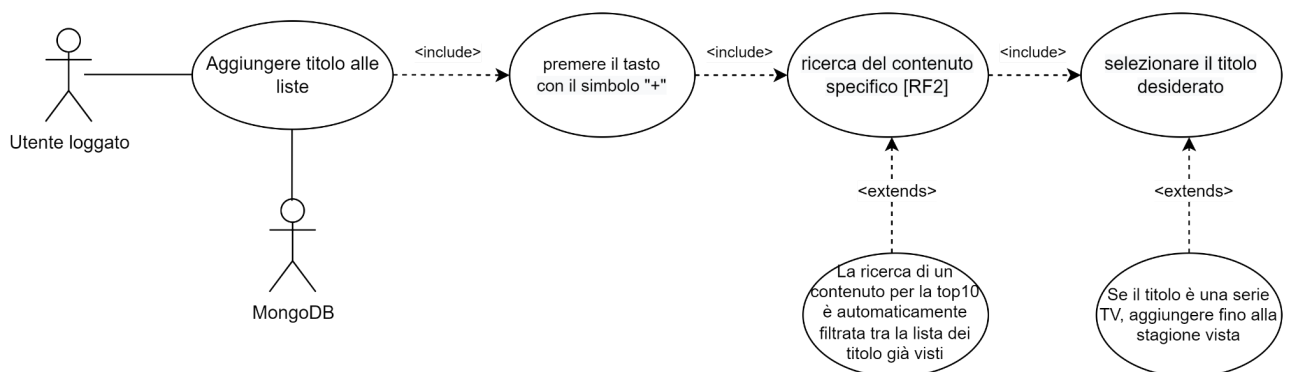 Aggiungere titolo alle
liste
<include>
premere il tasto
con il simbolo "+"
<include>
ricerca del contenuto
specifico [RF2]
<include>
selezionare il titolo
desiderato
Utente loggato
MongoDB
<extends>
La ricerca di un
contenuto per la top10
è automaticamente
filtrata tra la lista dei
titolo già visti
<extends>
Se il titolo è una serie
TV, aggiungere fino alla
stagione vista